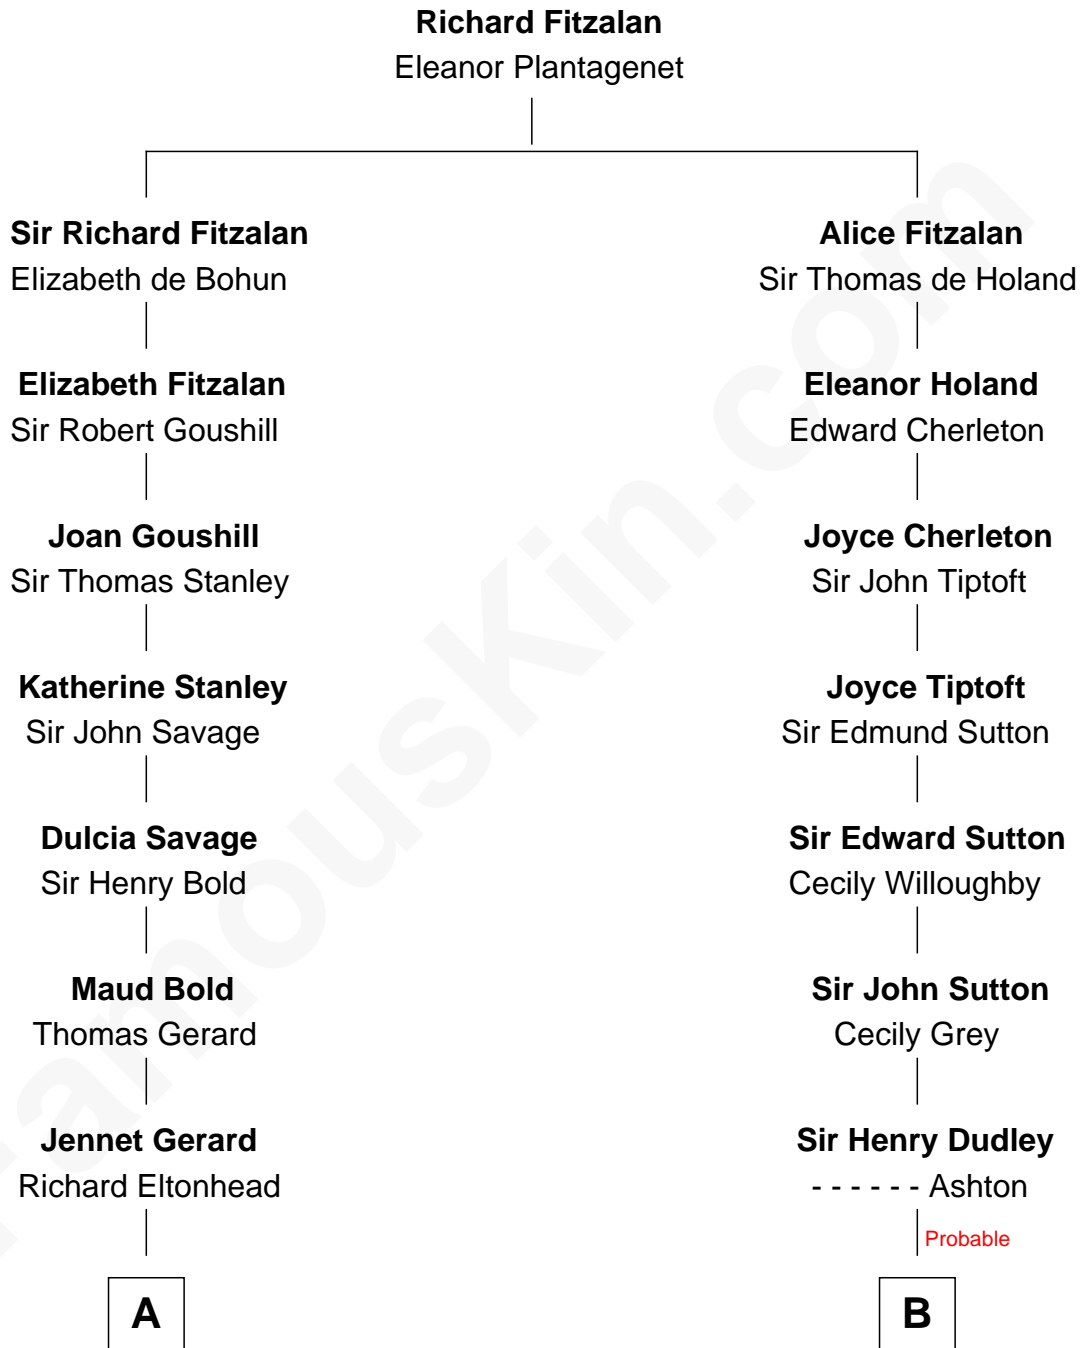 Richard Fitzalan
Eleanor Plantagenet
Sir Richard Fitzalan
Elizabeth de Bohun
Elizabeth Fitzalan
Sir Robert Goushill
Joan Goushill
Sir Thomas Stanley
Katherine Stanley
Sir John Savage
Dulcia Savage
Sir Henry Bold
Maud Bold
Thomas Gerard
Jennet Gerard
Richard Eltonhead
A
Alice Fitzalan
Sir Thomas de Holand
Eleanor Holand
Edward Cherleton
Joyce Cherleton
Sir John Tiptoft
Joyce Tiptoft
Sir Edmund Sutton
Sir Edward Sutton
Cecily Willoughby
Sir John Sutton
Cecily Grey
Sir Henry Dudley
- - - - - - Ashton
Probable
B
FamousKin.com